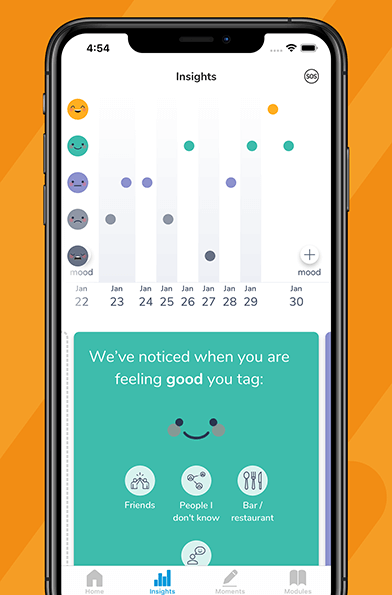 4:54
Insights
SOS
mood
mood
Jan Jan Jan Jan Jan Jan Jan Jan Jan
22 23 24 25 26 27 28 29 30
We've noticed when you are
feeling good you tag:
Friends People I Bar /
don't know restaurant
Home Insights Moments Modules